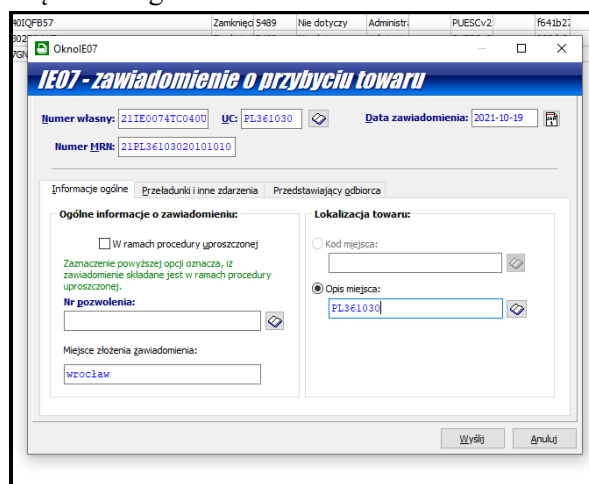 40IQFB57 Zamknięci 5489 Nie dotyczy Administra PUESCv2 f641b27
OknoIE07
IE07 - zawiadomienie o przybyciu towaru
Numer własny: 21IE0074TC040U UC: PL361030 Data zawiadomienia: 2021-10-19
Numer MRN: 21PL36103020101010
Informacje ogólne Przeładunki i inne zdarzenia Przedstawiający odbiorca
Ogólne informacje o zawiadomieniu: Lokalizacja towaru:
W ramach procedury uproszczonej Kod miejsca:
Zaznaczenie powyższej opcji oznacza, iż
zawiadomienie składane jest w ramach procedury
uproszczonej. Opis miejsca:
Nr pozwolenia: PL361030
Miejsce złożenia zawiadomienia:
wrocław
Wyślij Anuluj